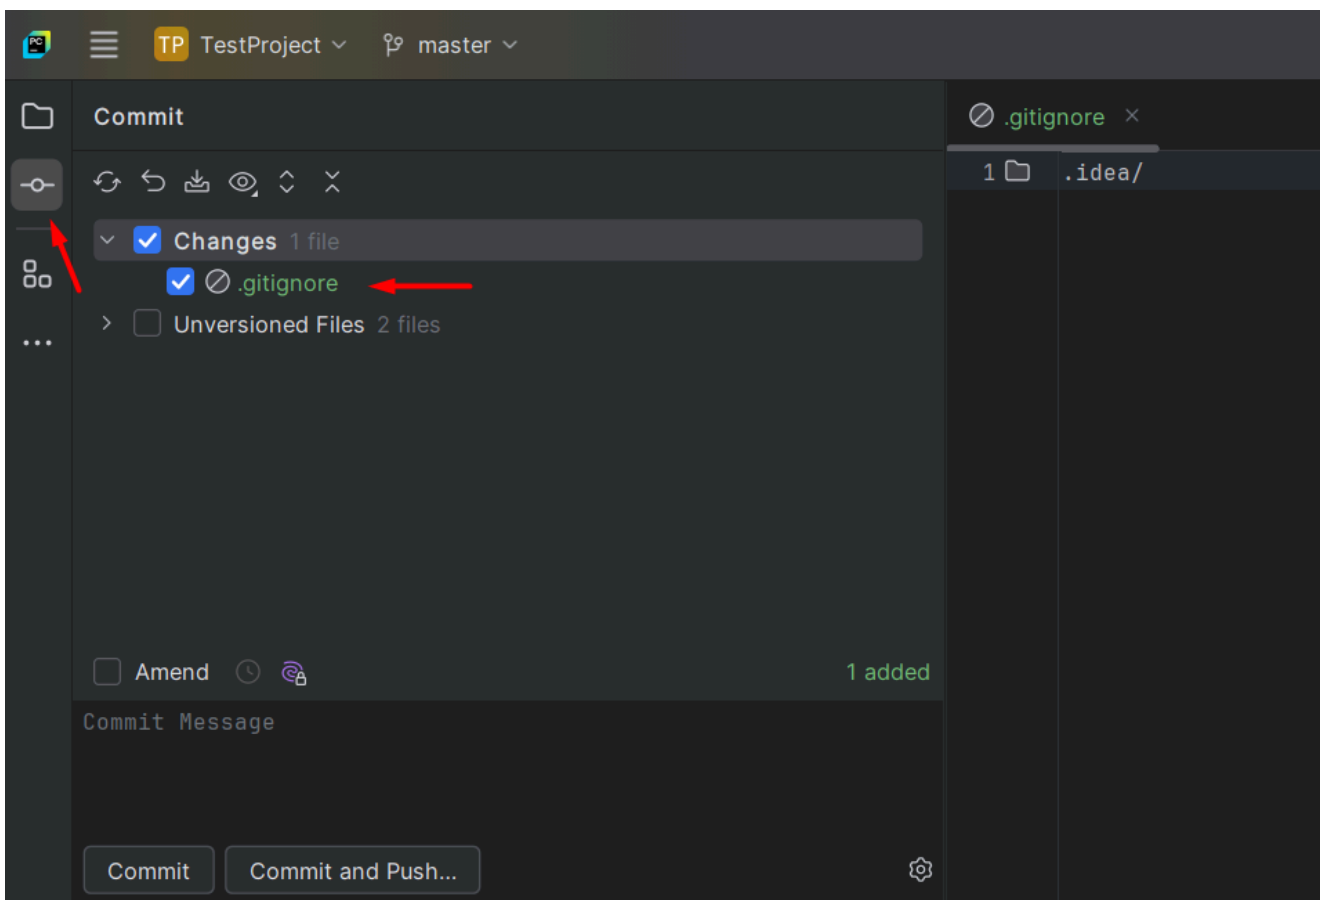 PC
TP TestProject master
Commit
.gitignore
1 .idea/
Changes 1 file
.gitignore
Unversioned Files 2 files
Amend
1 added
Commit Message
Commit Commit and Push...